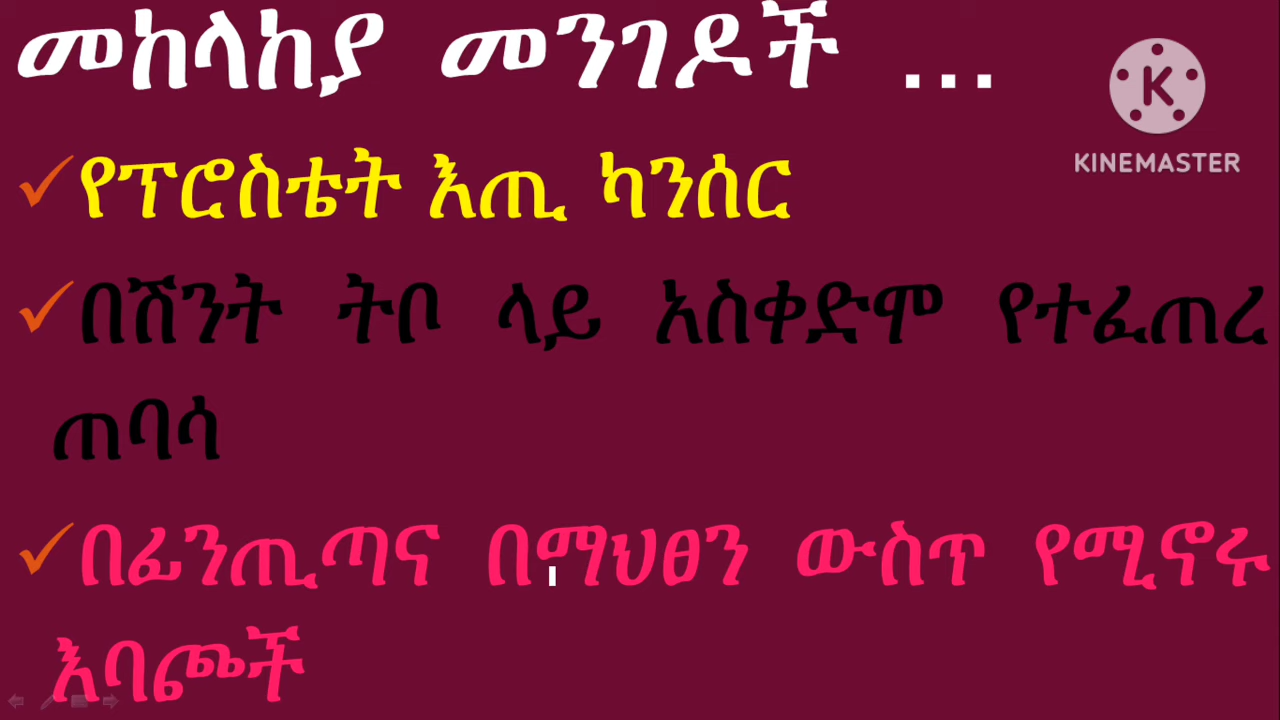 መከላከያ መንገዶች ...
KINEMASTER
✓የፕሮስቴት እጢ ካንሰር
✓በሽንት ትቦ ላይ አስቀድሞ የተፈጠረ
ጠባሳ
✓በፊንጢጣና በማህፀን ውስጥ የሚኖሩ
እባጮች